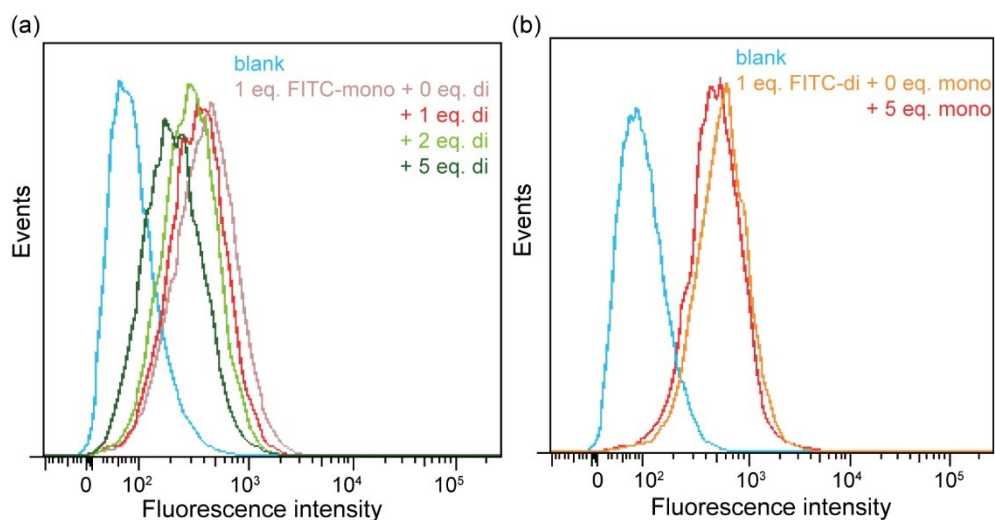 (a)
blank
1 eq. FITC-mono + 0 eq. di
+ 1 eq. di
+ 2 eq. di
+ 5 eq. di
Events
0 10² 10³ 10⁴ 10⁵
Fluorescence intensity
(b)
blank
1 eq. FITC-di + 0 eq. mono
+ 5 eq. mono
Events
0 10² 10³ 10⁴ 10⁵
Fluorescence intensity